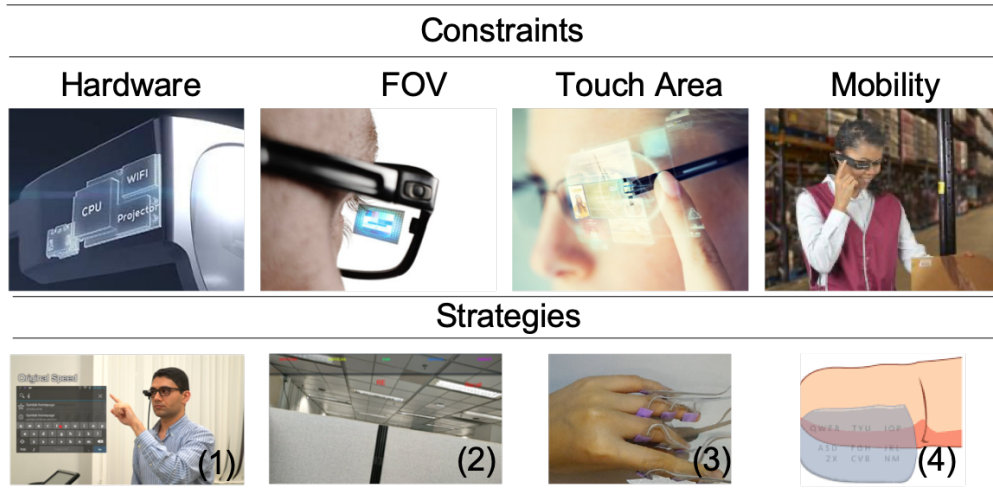 Constraints
Hardware FOV Touch Area Mobility
WIFI
CPU
Projector
Strategies
Original Speed
(1) (2) (3) (4)
QWER TYU IOP
ASD FGH JKL
ZX CVB NM